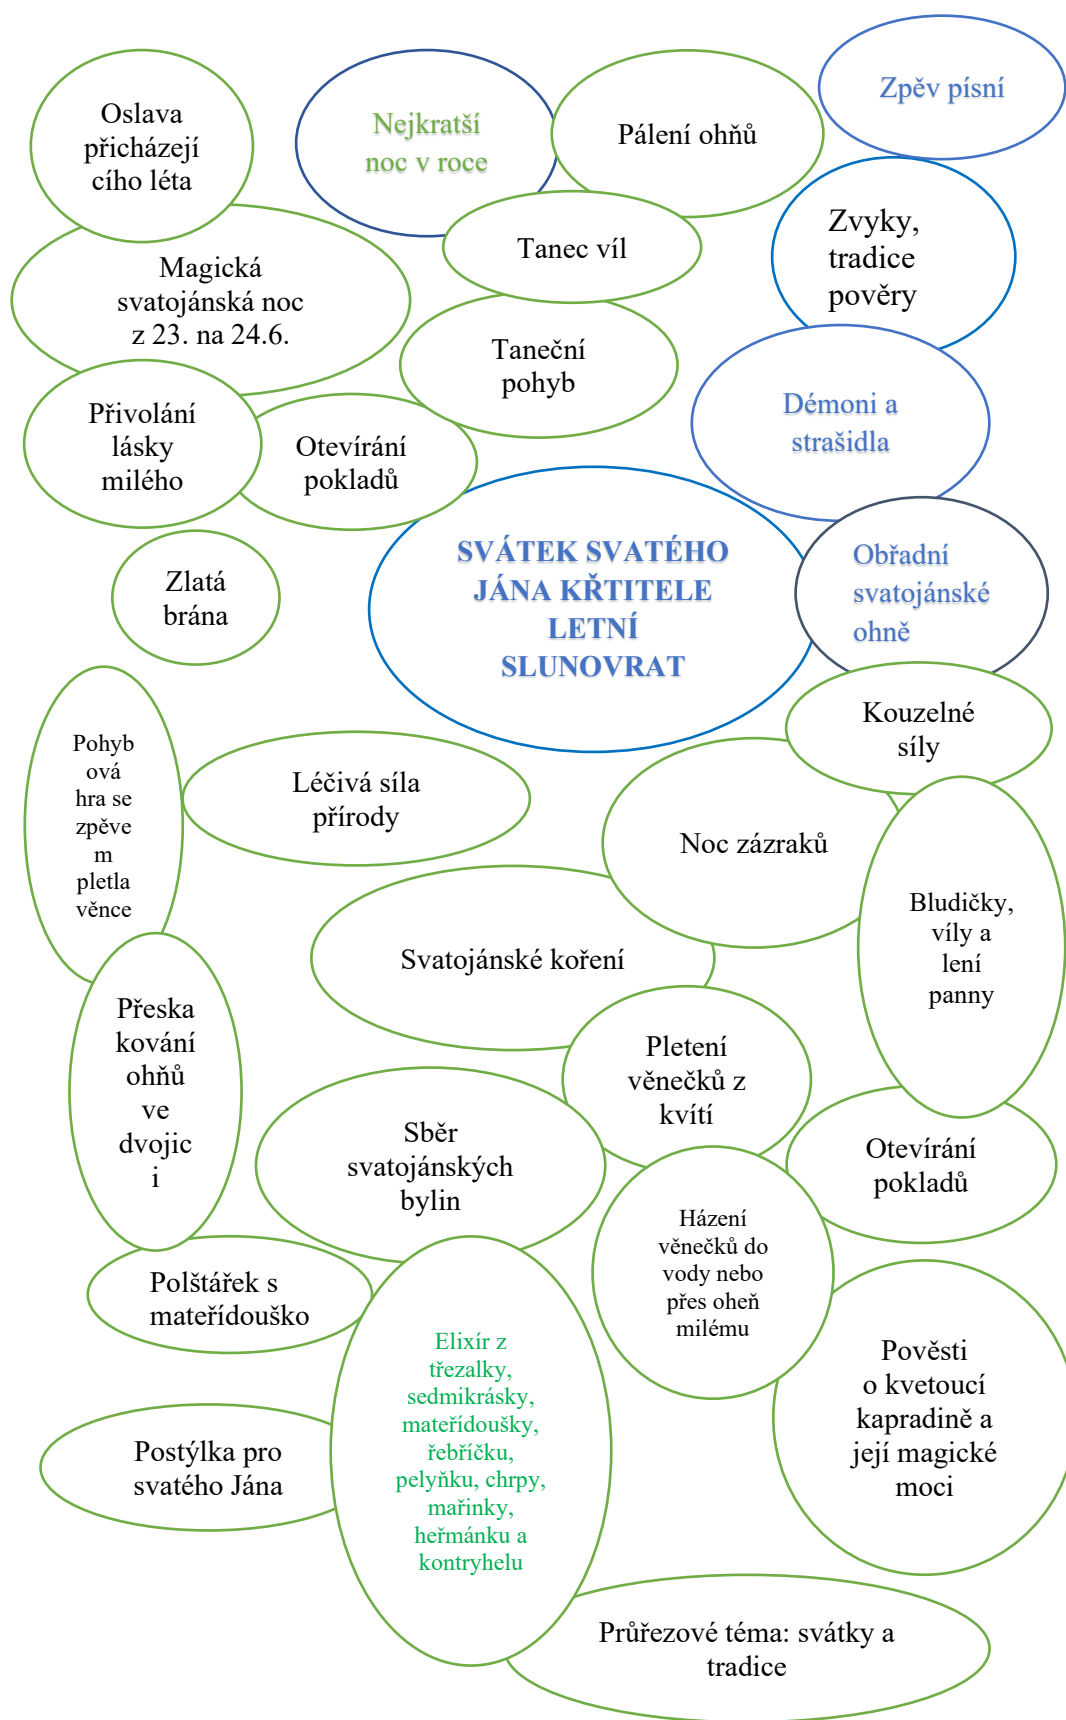 Oslava
přicházejí
cího léta
Nejkratší
noc v roce
Pálení ohňů
Zpěv písní
Tanec víl
Zvyky,
tradice
pověry
Magická
svatojánská noc
z 23. na 24.6.
Taneční
pohyb
Démoni a
strašidla
Přivolání
lásky
milého
Otevírání
pokladů
SVÁTEK SVATÉHO
JÁNA KŘTITELE
LETNÍ
SLUNOVRAT
Obřadní
svatojánské
ohně
Zlatá
brána
Kouzelné
síly
Pohyb
ová
hra se
zpěve
m
pletla
věnce
Léčivá síla
přírody
Noc zázraků
Bludičky,
víly a
lení
panny
Svatojánské koření
Přeska
kování
ohňů
ve
dvojic
i
Pletení
věnečků z
kvítí
Sběr
svatojánských
bylin
Otevírání
pokladů
Házení
věnečků do
vody nebo
přes oheň
milému
Polštářek s
mateřídouško
Elixír z
třezalky,
sedmikrásky,
mateřídoušky,
řebříčku,
pelyňku, chrpy,
mařinky,
heřmánku a
kontryhelu
Pověsti
o kvetoucí
kapradině a
její magické
moci
Postýlka pro
svatého Jána
Průřezové téma: svátky a
tradice